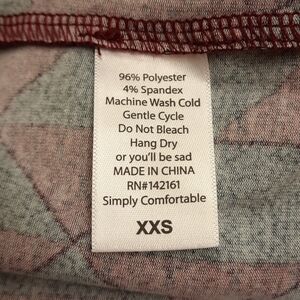 96% Polyester
4% Spandex
Machine Wash Cold
Gentle Cycle
Do Not Bleach
Hang Dry
or you'll be sad
MADE IN CHINA
RN#142161
Simply Comfortable
XXS